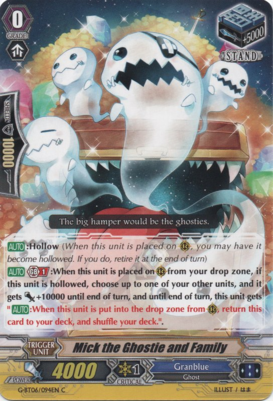 0
+5000
STAND
10000
The big hamper would be the ghosties.
AUTO:Hollow (When this unit is placed on , you may have it
become hollowed. If you do, retire it at the end of turn)
AUTO GB 1 :When this unit is placed on from your drop zone, if
this unit is hollowed, choose up to one of your other units, and it
gets +10000 until end of turn, and until end of turn, this unit gets
"AUTO:When this unit is put into the drop zone from , return this
card to your deck, and shuffle your deck.".
TRIGGER
UNIT
Mick the Ghostie and Family
4000
1
CRITICAL
Granblue
Ghost
G-BT06/094EN C